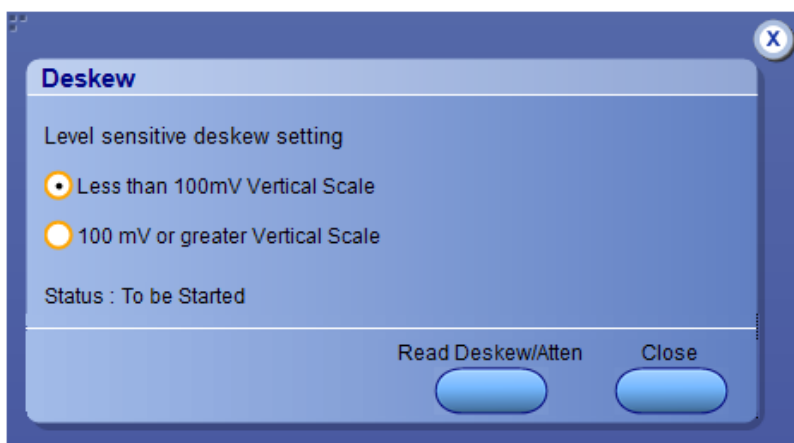 X
Deskew
Level sensitive deskew setting
Less than 100mV Vertical Scale
100 mV or greater Vertical Scale
Status : To be Started
Read Deskew/Atten Close